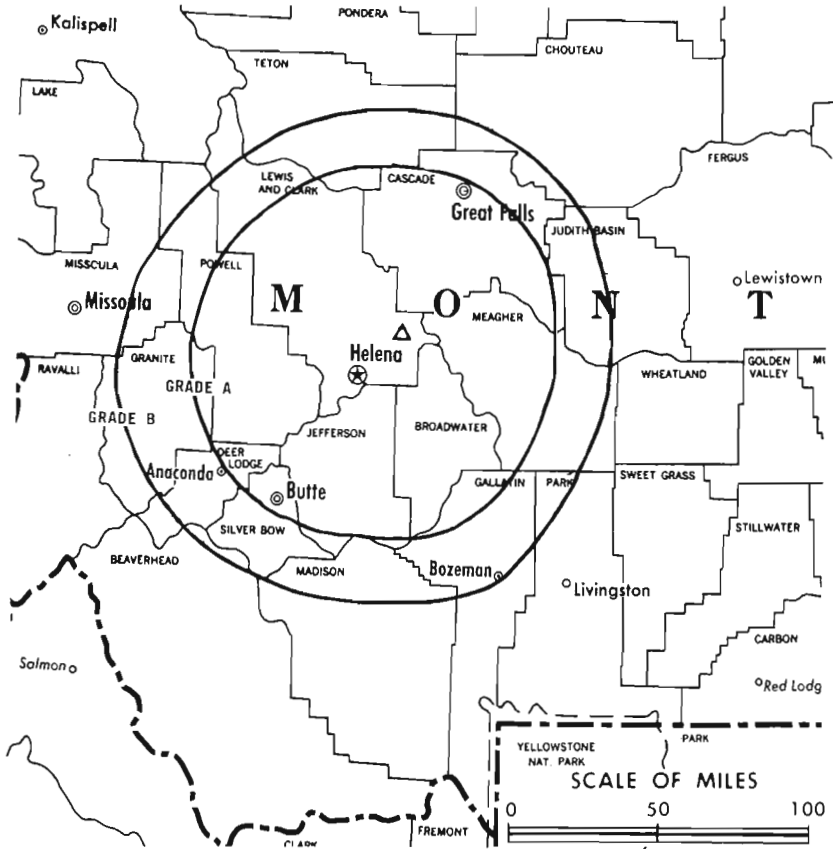 PONDERA
Kalispell
CHOUTEAU
TETON
LAKE
FERGUS
LEWIS
AND CLARK
CASCADE
Great Falls
JUDITH BASIN
MISSCULA
POWELL
Lewistown
M O N T
Missoula
MEAGHER
Helena
GRANITE
RAVALLI
GRADE A
WHEATLAND
GOLDEN
VALLEY
MU
GRADE B
BROADWATER
JEFFERSON
DEER
LODGE
Anaconda
GALLATIN
PARK
SWEET GRASS
Butte
SILVER BOW
STILLWATER
BEAVERHEAD
MADISON
Bozeman
Livingston
CARBON
Salmon
Red Lodg
PARK
YELLOWSTONE
NAT. PARK
SCALE OF MILES
0 50 100
FREMONT
CLARK